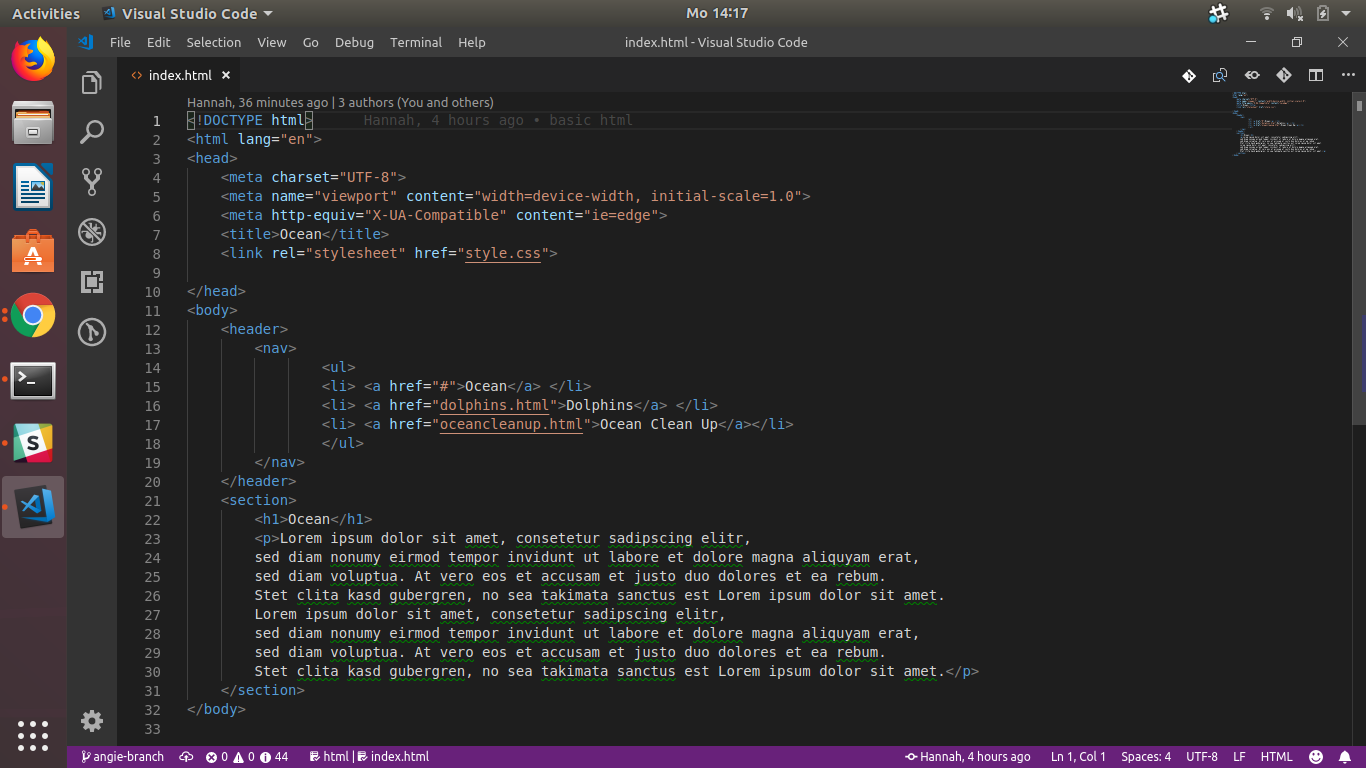 Activities Visual Studio Code Mo 14:17
File Edit Selection View Go Debug Terminal Help index.html - Visual Studio Code
index.html
Hannah, 36 minutes ago | 3 authors (You and others)
1 <!DOCTYPE html> Hannah, 4 hours ago • basic html
2 <html lang="en">
3 <head>
4 <meta charset="UTF-8">
5 <meta name="viewport" content="width=device-width, initial-scale=1.0">
6 <meta http-equiv="X-UA-Compatible" content="ie=edge">
7 <title>Ocean</title>
8 <link rel="stylesheet" href="style.css">
9
10 </head>
11 <body>
12 <header>
13 <nav>
14 <ul>
15 <li> <a href="#">Ocean</a> </li>
16 <li> <a href="dolphins.html">Dolphins</a> </li>
17 <li> <a href="oceancleanup.html">Ocean Clean Up</a></li>
18 </ul>
19 </nav>
20 </header>
21 <section>
22 <h1>Ocean</h1>
23 <p>Lorem ipsum dolor sit amet, consetetur sadipscing elitr,
24 sed diam nonumy eirmod tempor invidunt ut labore et dolore magna aliquyam erat,
25 sed diam voluptua. At vero eos et accusam et justo duo dolores et ea rebum.
26 Stet clita kasd gubergren, no sea takimata sanctus est Lorem ipsum dolor sit amet.
27 Lorem ipsum dolor sit amet, consetetur sadipscing elitr,
28 sed diam nonumy eirmod tempor invidunt ut labore et dolore magna aliquyam erat,
29 sed diam voluptua. At vero eos et accusam et justo duo dolores et ea rebum.
30 Stet clita kasd gubergren, no sea takimata sanctus est Lorem ipsum dolor sit amet.</p>
31 </section>
32 </body>
33
angie-branch 0 0 44 html | index.html Hannah, 4 hours ago Ln 1, Col 1 Spaces: 4 UTF-8 LF HTML